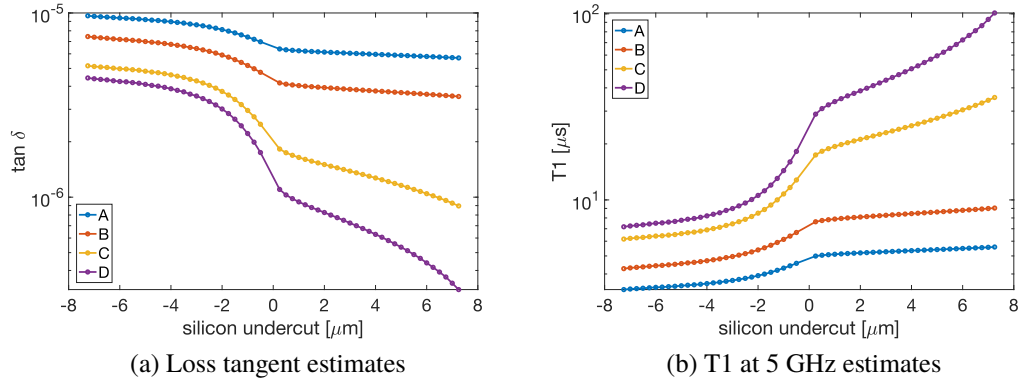 10^-5
10^-6
tan δ
A
B
C
D
-8 -6 -4 -2 0 2 4 6 8
silicon undercut [μm]
(a) Loss tangent estimates
10^2
10^1
10^0
T1 [μs]
A
B
C
D
-8 -6 -4 -2 0 2 4 6 8
silicon undercut [μm]
(b) T1 at 5 GHz estimates